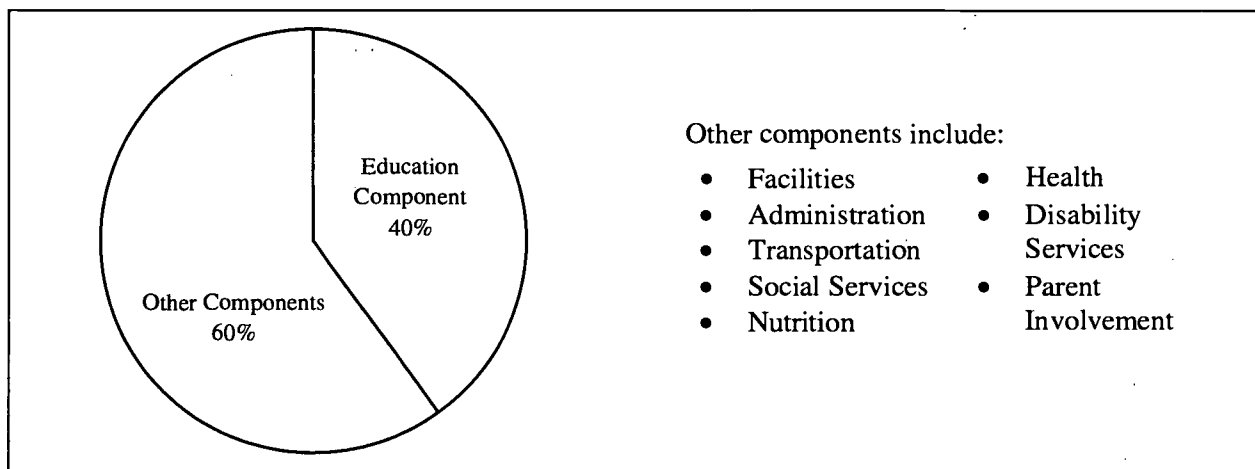 Education
Component
40%
Other Components
60%
Other components include:
• Facilities
• Administration
• Transportation
• Social Services
• Nutrition
• Health
• Disability
Services
• Parent
Involvement